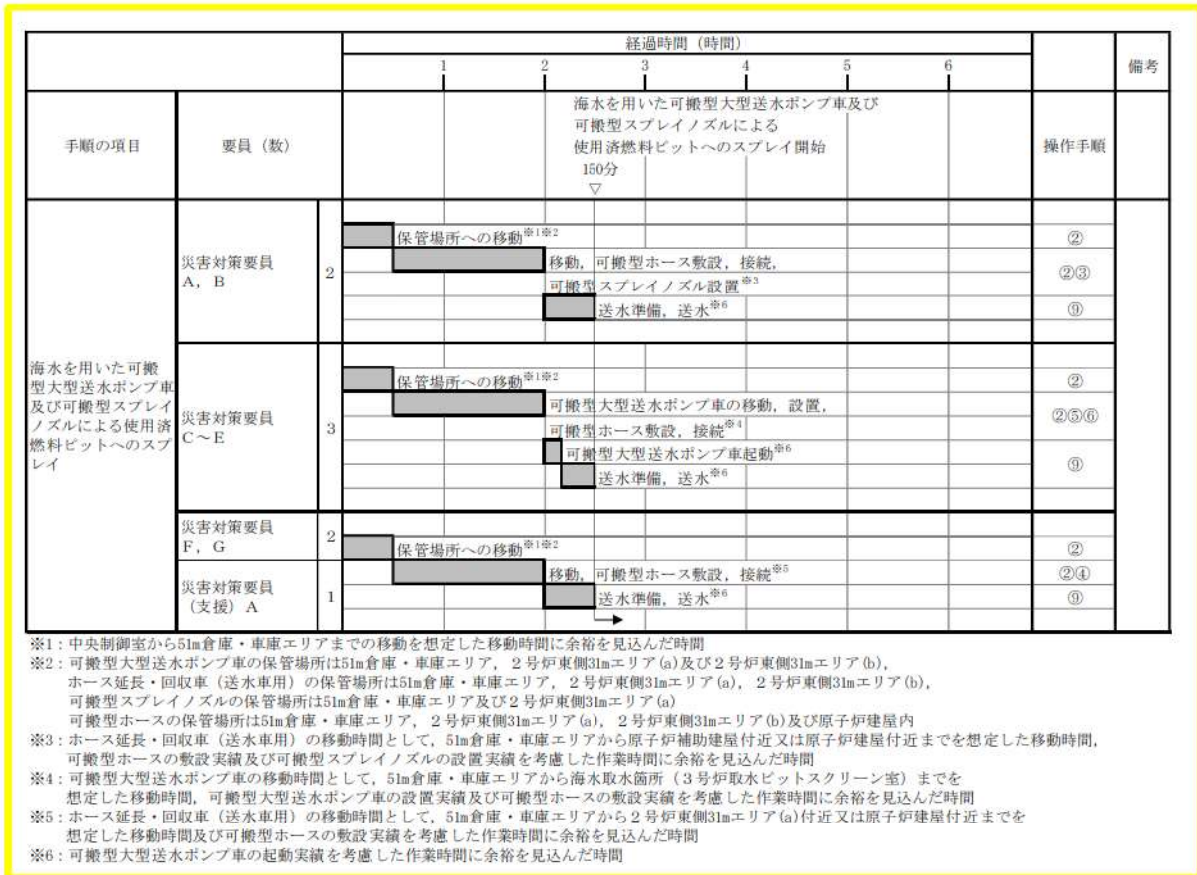 経過時間（時間）
備考
1 2 3 4 5 6
手順の項目
要員（数）
海水を用いた可搬型大型送水ポンプ車及び
可搬型スプレイノズルによる
使用済燃料ピットへのスプレイ開始
150分
▽
操作手順
海水を用いた可搬
型大型送水ポンプ車
及び可搬型スプレイ
ノズルによる使用済
燃料ピットへのスプ
レイ
災害対策要員
A，B
2
保管場所への移動※1※2
②
移動，可搬型ホース敷設，接続，
可搬型スプレイノズル設置※3
②③
送水準備，送水※6
⑨
災害対策要員
C～E
3
保管場所への移動※1※2
②
可搬型大型送水ポンプ車の移動，設置，
可搬型ホース敷設，接続※4
②⑤⑥
可搬型大型送水ポンプ車起動※6
送水準備，送水※6
⑨
災害対策要員
F，G
2
保管場所への移動※1※2
②
災害対策要員
（支援）A
1
移動，可搬型ホース敷設，接続※5
②④
送水準備，送水※6
⑨
※1：中央制御室から51m倉庫・車庫エリアまでの移動を想定した移動時間に余裕を見込んだ時間
※2：可搬型大型送水ポンプ車の保管場所は51m倉庫・車庫エリア，２号炉東側31mエリア(a)及び２号炉東側31mエリア(b)，
ホース延長・回収車（送水車用）の保管場所は51m倉庫・車庫エリア，２号炉東側31mエリア(a)，２号炉東側31mエリア(b)，
可搬型スプレイノズルの保管場所は51m倉庫・車庫エリア及び２号炉東側31mエリア(a)
可搬型ホースの保管場所は51m倉庫・車庫エリア，２号炉東側31mエリア(a)，２号炉東側31mエリア(b)及び原子炉建屋内
※3：ホース延長・回収車（送水車用）の移動時間として，51m倉庫・車庫エリアから原子炉補助建屋付近又は原子炉建屋付近までを想定した移動時間，
可搬型ホースの敷設実績及び可搬型スプレイノズルの設置実績を考慮した作業時間に余裕を見込んだ時間
※4：可搬型大型送水ポンプ車の移動時間として，51m倉庫・車庫エリアから海水取水箇所（３号炉取水ピットスクリーン室）までを
想定した移動時間，可搬型大型送水ポンプ車の設置実績及び可搬型ホースの敷設実績を考慮した作業時間に余裕を見込んだ時間
※5：ホース延長・回収車（送水車用）の移動時間として，51m倉庫・車庫エリアから２号炉東側31mエリア(a)付近又は原子炉建屋付近までを
想定した移動時間及び可搬型ホースの敷設実績を考慮した作業時間に余裕を見込んだ時間
※6：可搬型大型送水ポンプ車の起動実績を考慮した作業時間に余裕を見込んだ時間